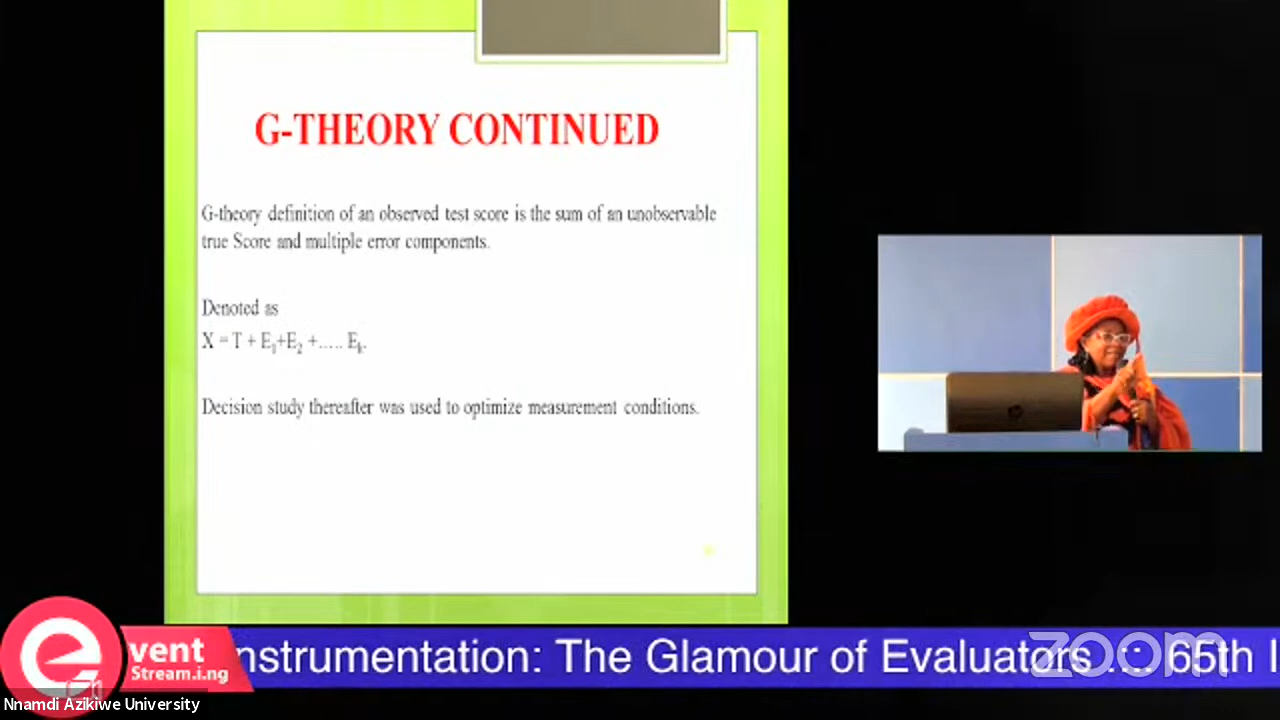 G-THEORY CONTINUED
G-theory definition of an observed test score is the sum of an unobservable
true Score and multiple error components.
Denoted as
X = T + E1+E2 +..... Ek.
Decision study thereafter was used to optimize measurement conditions.
event
Stream.i.ng
nstrumentation: The Glamour of Evaluators .:. 65th I
zoom
Nnamdi Azikiwe University